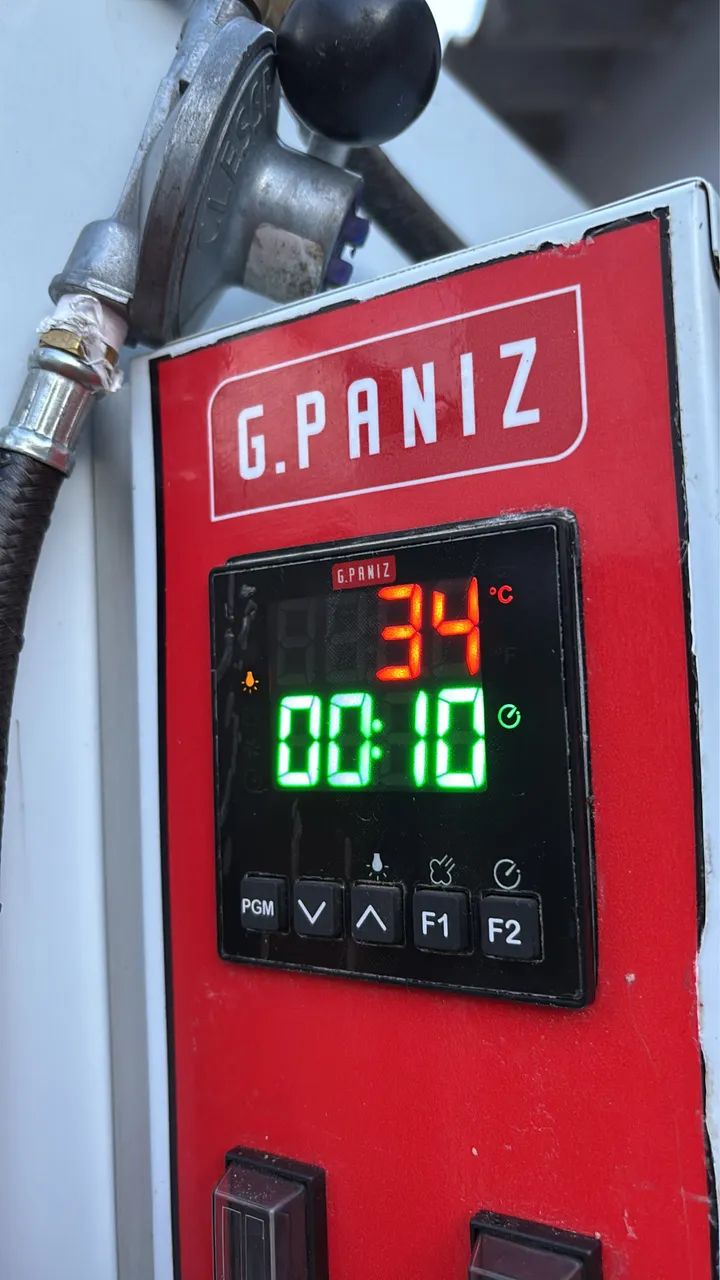 G.PANIZ
G.PANIZ
34 °C
00:10
PGM
F1
F2